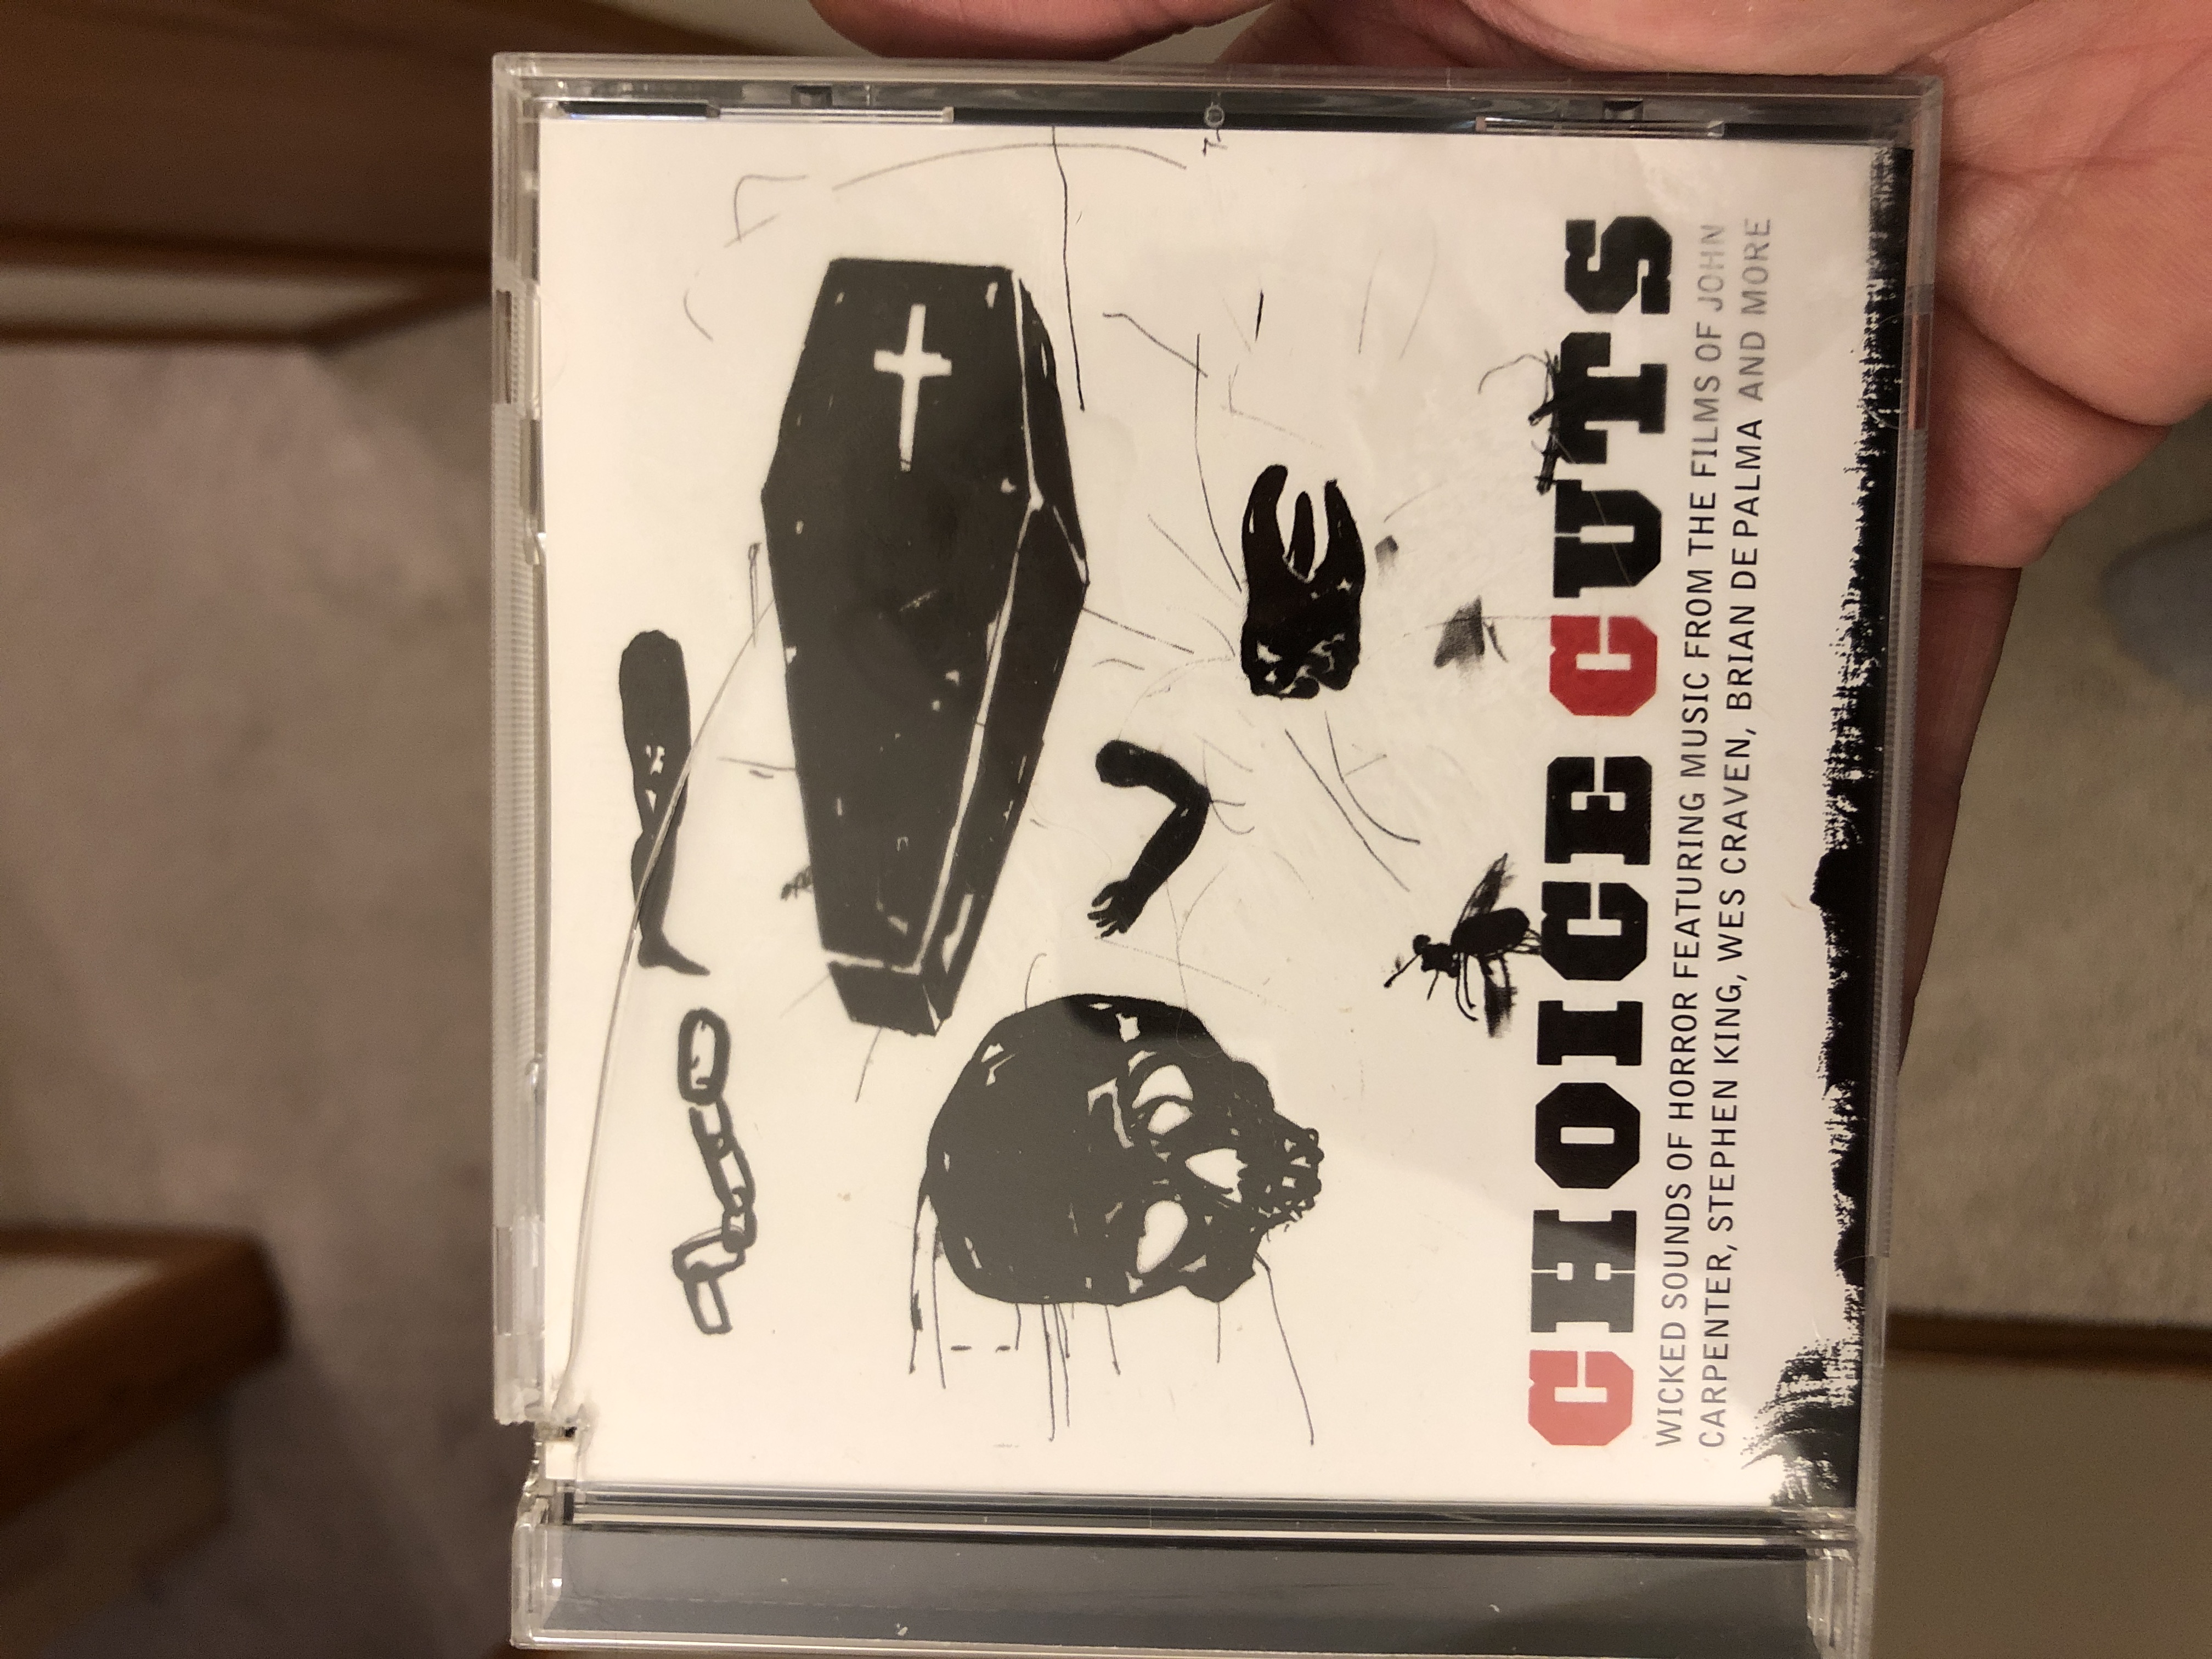 CHOICE CUTS
WICKED SOUNDS OF HORROR FEATURING MUSIC FROM THE FILMS OF JOHN
CARPENTER, STEPHEN KING, WES CRAVEN, BRIAN DE PALMA AND MORE